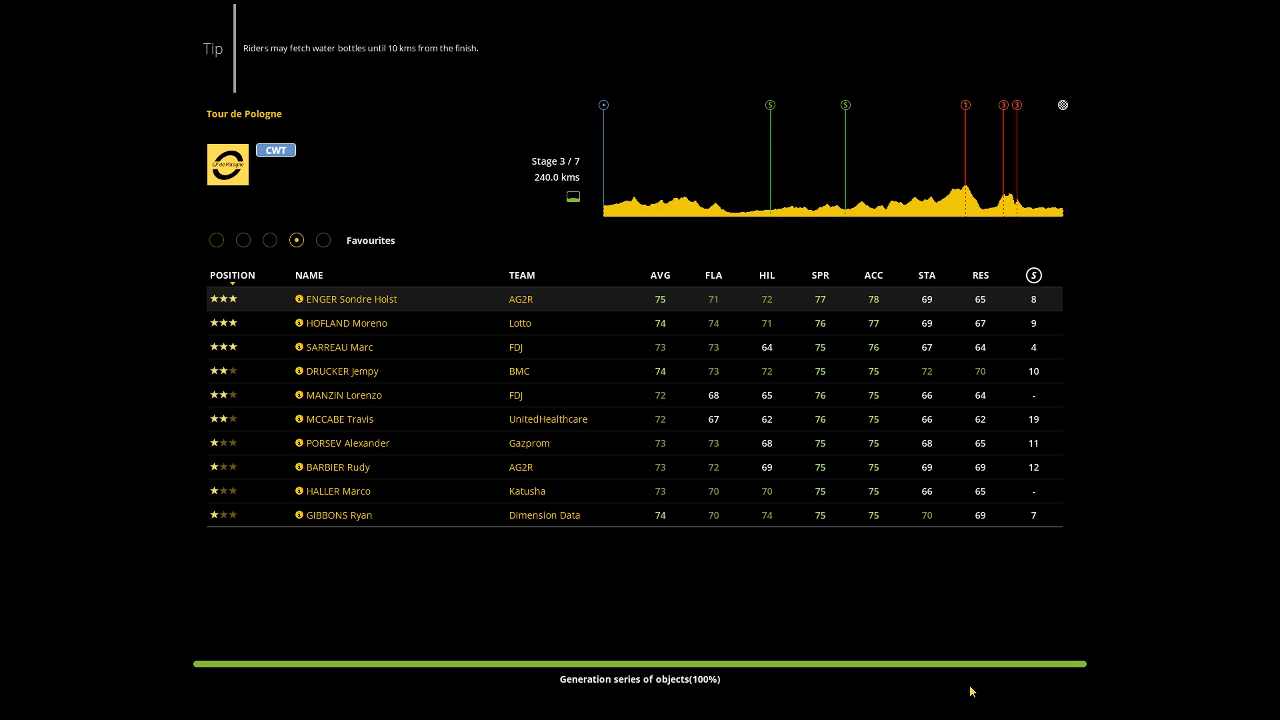 Tip
Riders may fetch water bottles until 10 kms from the finish.
Tour de Pologne
CWT
Stage 3 / 7
240.0 kms
S S 1 3 3
Favourites
POSITION NAME TEAM AVG FLA HIL SPR ACC STA RES S
ENGER Sondre Holst AG2R 75 71 72 77 78 69 65 8
HOFLAND Moreno Lotto 74 74 71 76 77 69 67 9
SARREAU Marc FDJ 73 73 64 75 76 67 64 4
DRUCKER Jempy BMC 74 73 72 75 75 72 70 10
MANZIN Lorenzo FDJ 72 68 65 76 75 66 64 -
MCCABE Travis UnitedHealthcare 72 67 62 76 75 66 62 19
PORSEV Alexander Gazprom 73 73 68 75 75 68 65 11
BARBIER Rudy AG2R 73 72 69 75 75 69 69 12
HALLER Marco Katusha 73 70 70 75 75 66 65 -
GIBBONS Ryan Dimension Data 74 70 74 75 75 70 69 7
Generation series of objects(100%)